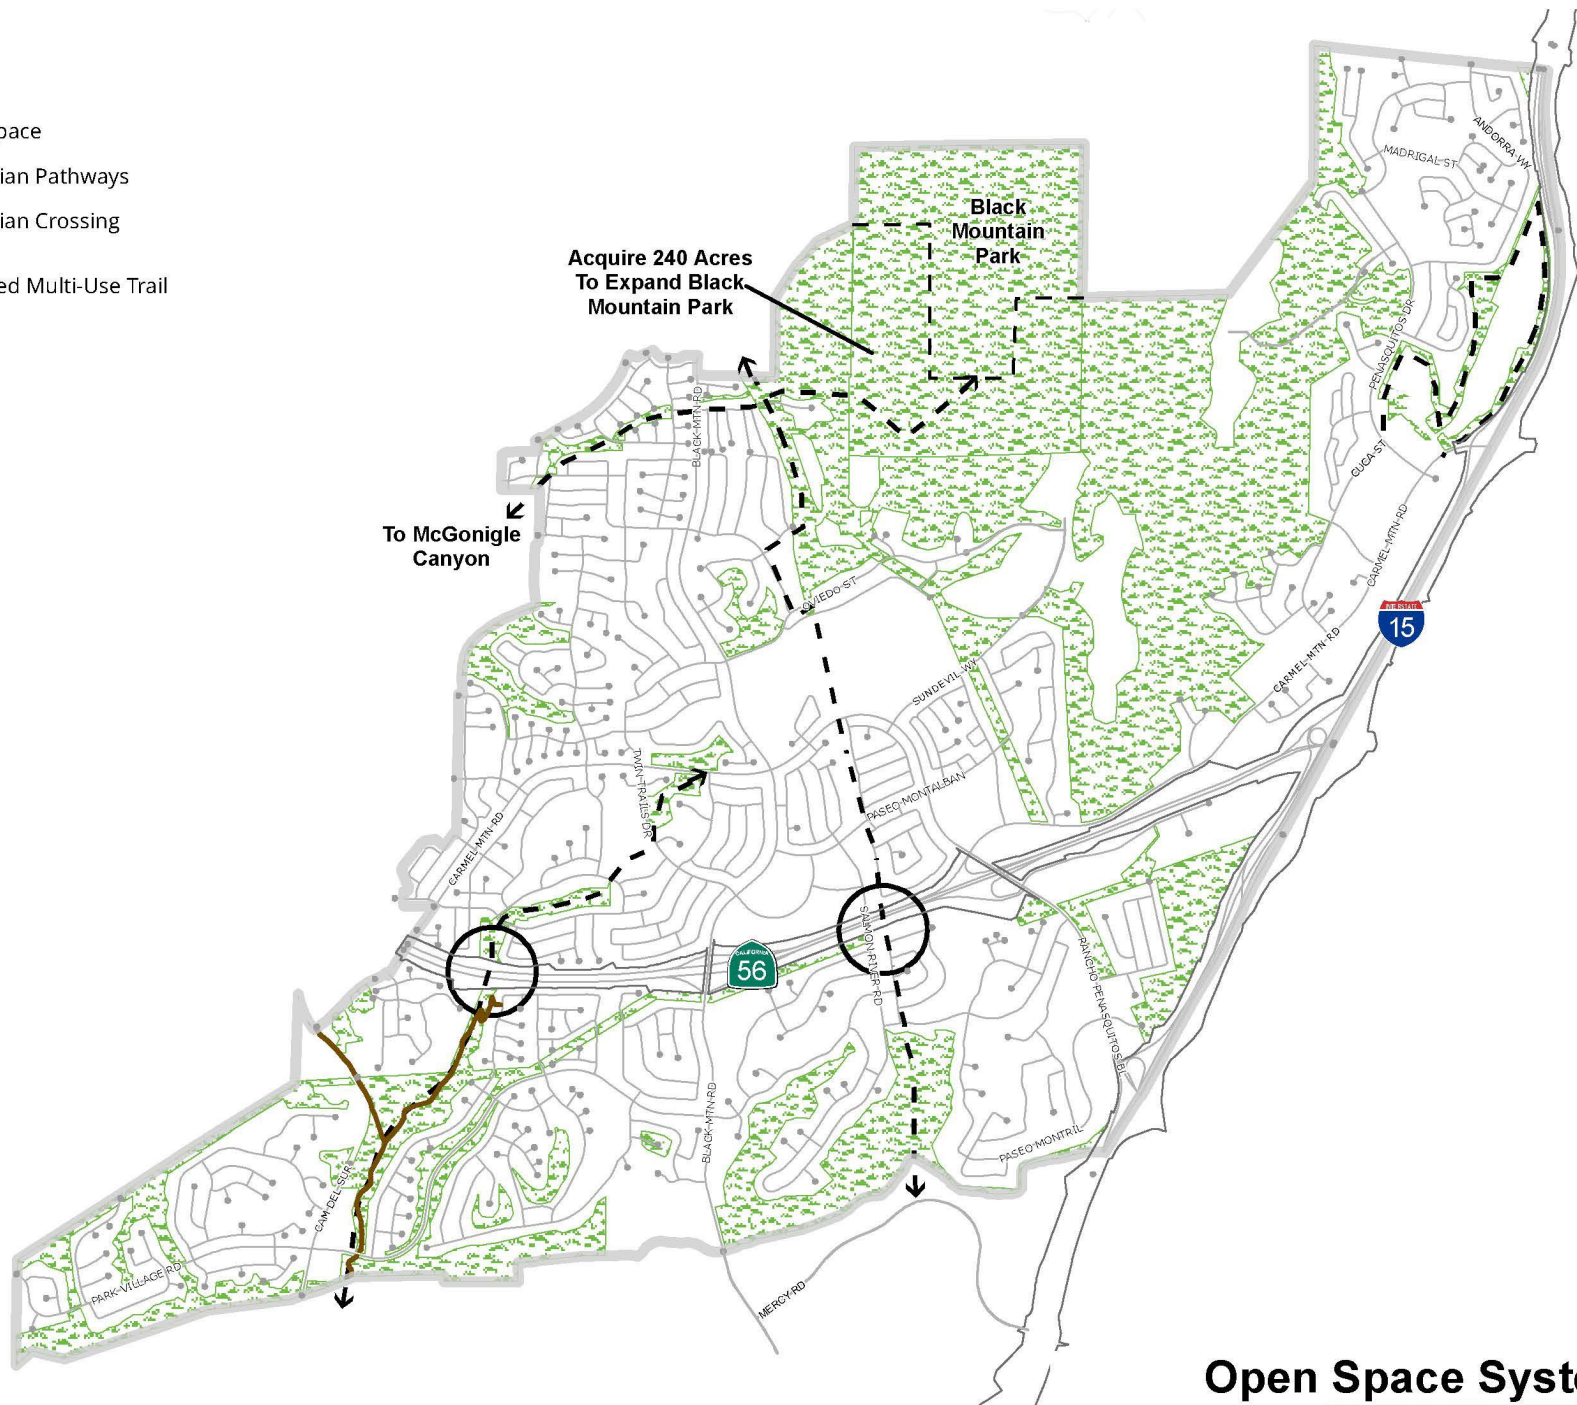 pace
ian Pathways
ian Crossing
ed Multi-Use Trail
Black
Mountain
Park
Acquire 240 Acres
To Expand Black
Mountain Park
To McGonigle
Canyon
MADRIGAL ST
ANDORRA WY
PENASQUITOS DR
CUCA ST
CARMEL MTN RD
CARMEL MTN RD
INTERSTATE
15
BLACK MTN RD
OVIEDO ST
SUNDEVIL WY
TWIN TRAILS DR
PASEO MONTALBAN
CARMEL MTN RD
SALMON RIVER RD
CALIFORNIA
56
RANCHO PENASQUITOS BL
BLACK MTN RD
PASEO MONTRIL
CAM DEL SUR
PARK VILLAGE RD
MERCY RD
Open Space Syst